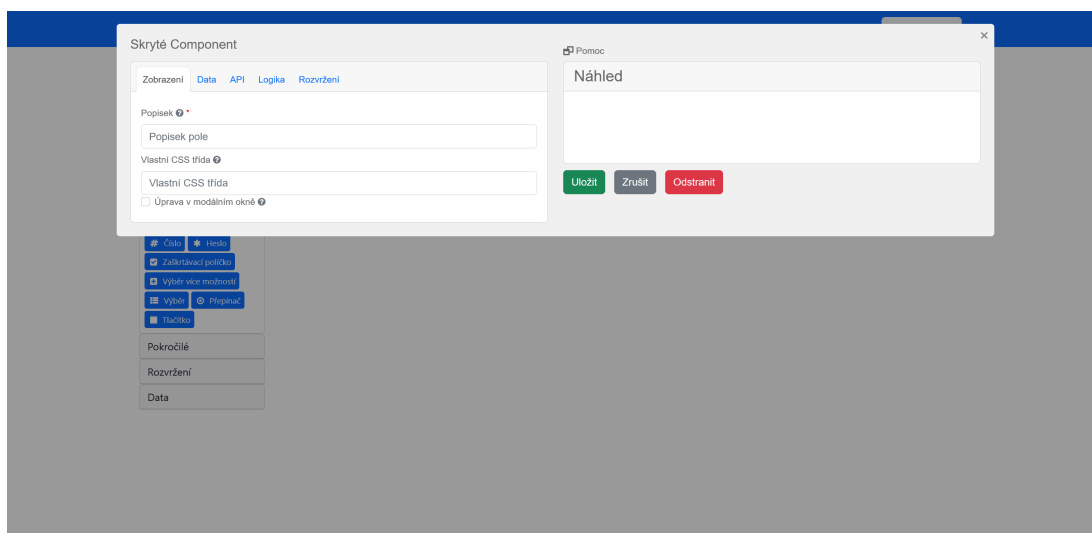 Skryté Component
×
Pomoc
Zobrazení Data API Logika Rozvržení
Náhled
Popisek *
Popisek pole
Vlastní CSS třída
Vlastní CSS třída
Úprava v modálním okně
Uložit Zrušit Odstranit
# Číslo * Heslo
Zaškrtávací políčko
Výběr více možností
Výběr Přepínač
Tlačítko
Pokročilé
Rozvržení
Data